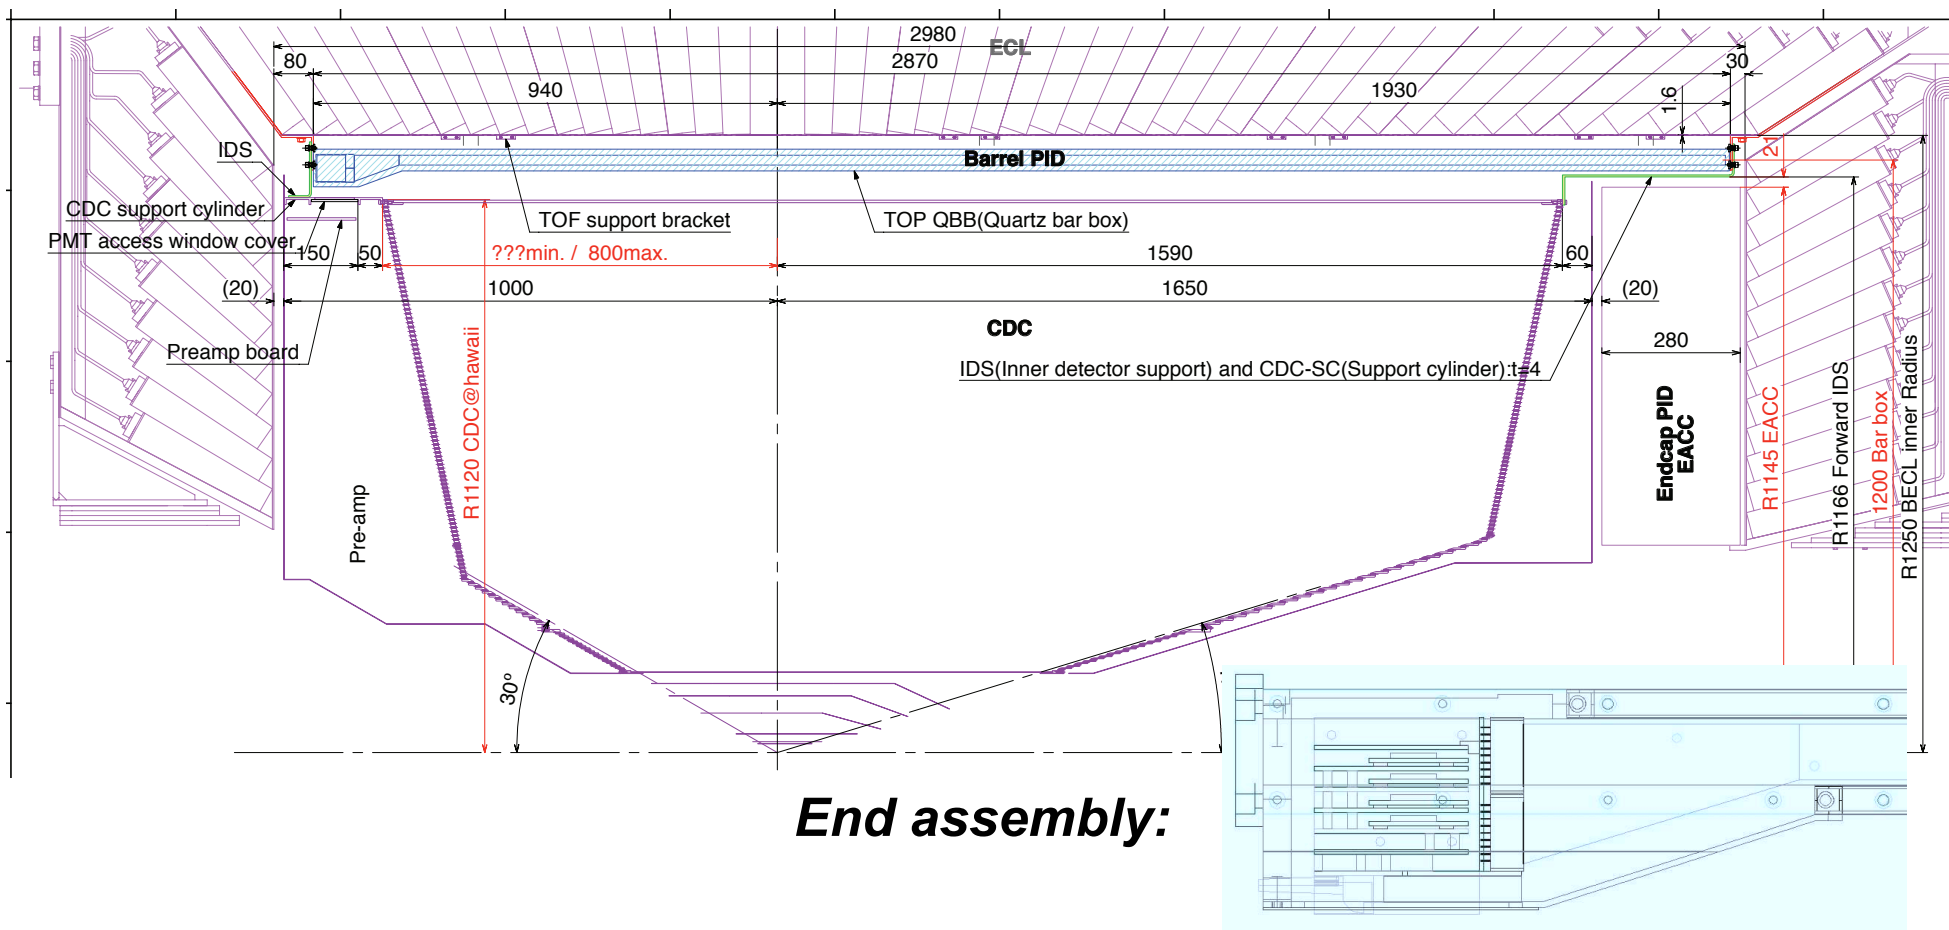 2980
ECL
80
2870
30
940
1930
1.6
IDS
Barrel PID
21
CDC support cylinder
TOF support bracket
TOP QBB(Quartz bar box)
PMT access window cover
150
50
???min. / 800max.
1590
60
(20)
1000
1650
(20)
CDC
Preamp board
280
IDS(Inner detector support) and CDC-SC(Support cylinder):t=4
R1120 CDC@hawaii
Pre-amp
Endcap PID
EACC
R1145 EACC
R1166 Forward IDS
1200 Bar box
R1250 BECL inner Radius
30°
End assembly: